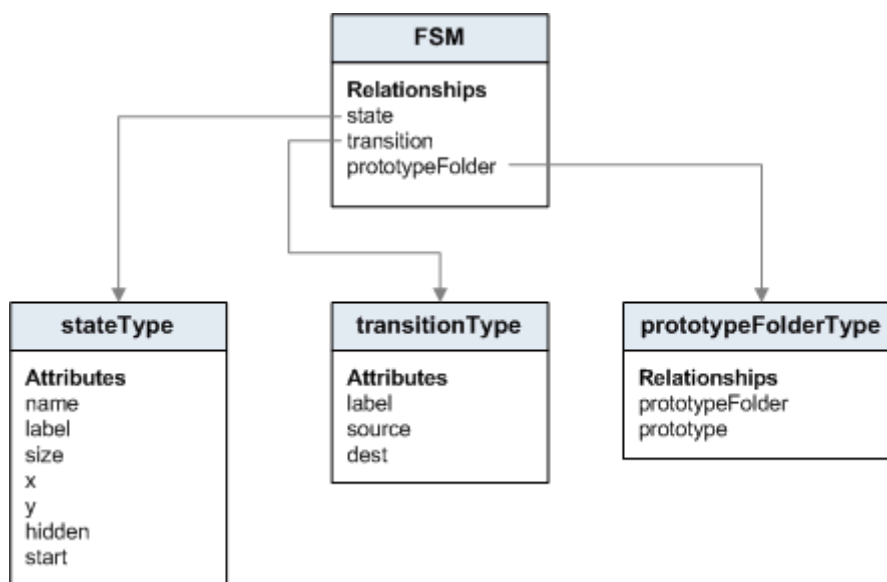 FSM
Relationships
state
transition
prototypeFolder
stateType
Attributes
name
label
size
x
y
hidden
start
transitionType
Attributes
label
source
dest
prototypeFolderType
Relationships
prototypeFolder
prototype